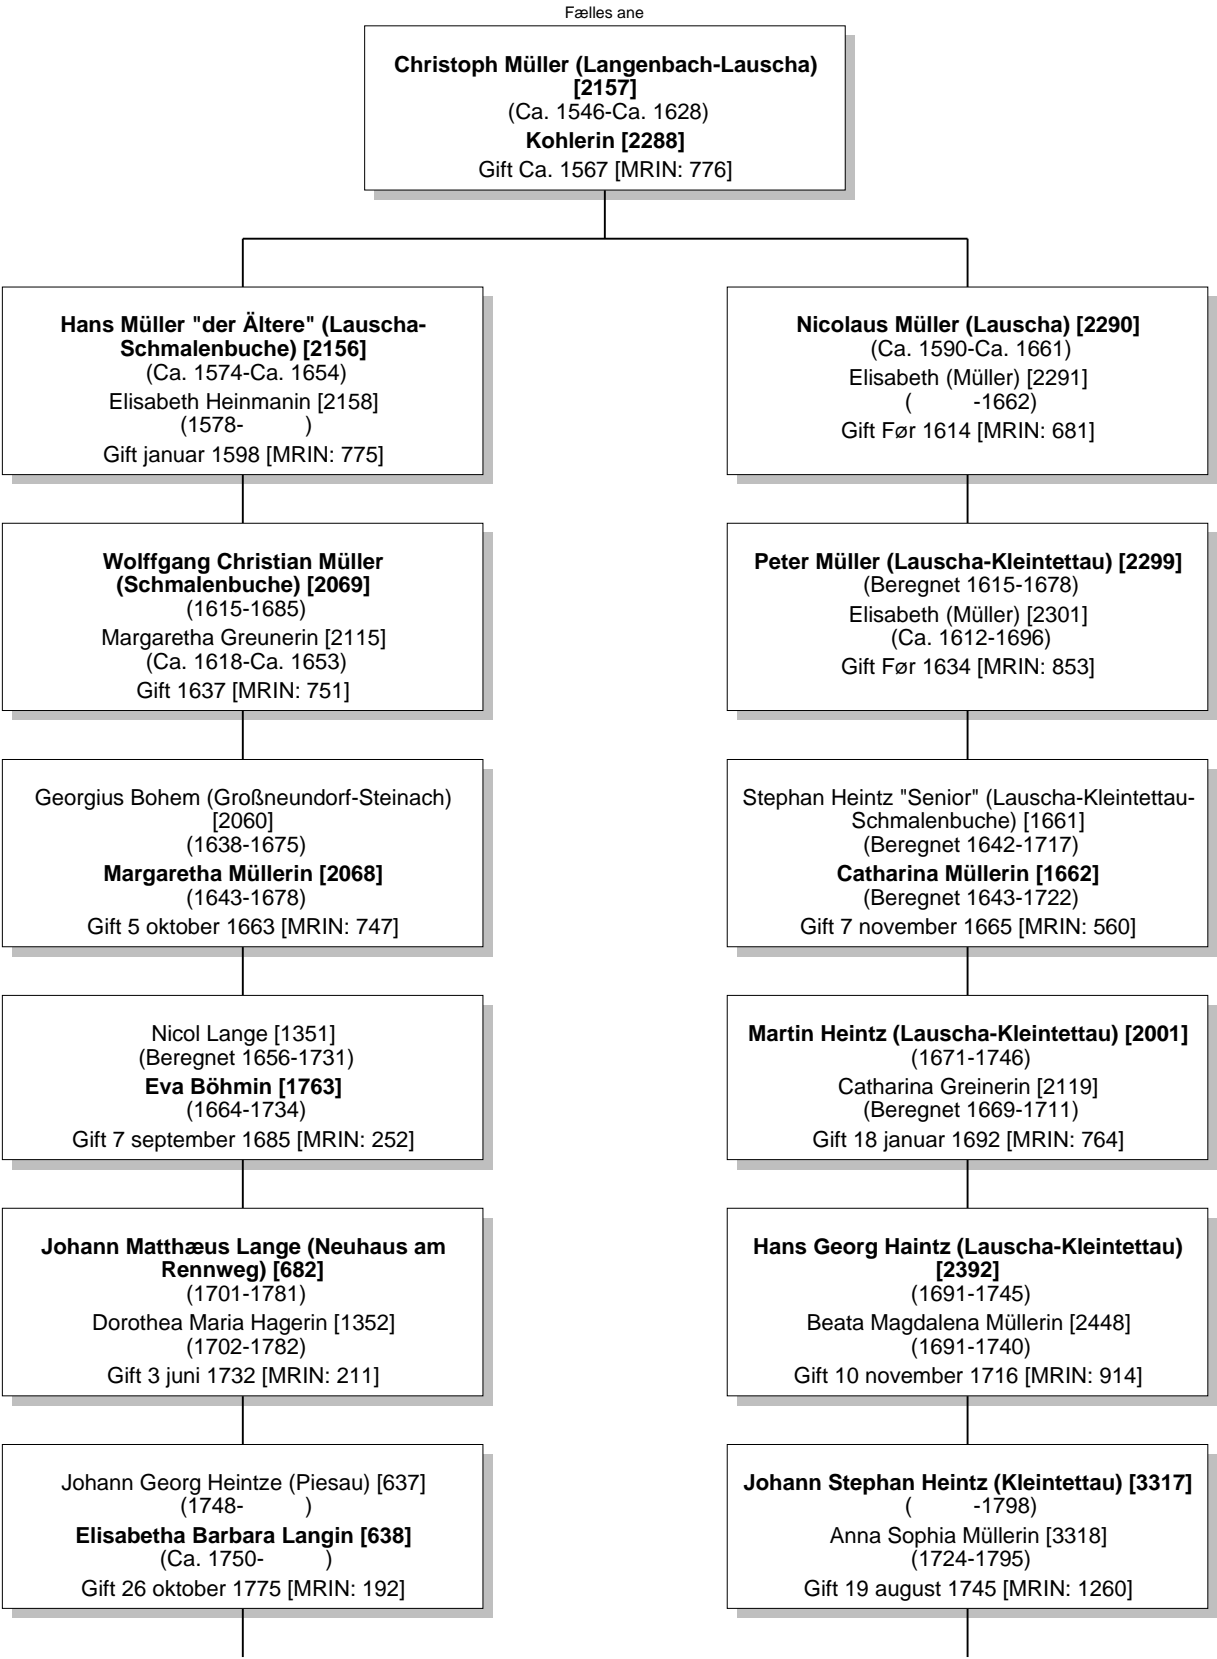 Fælles ane
Christoph Müller (Langenbach-Lauscha)
[2157]
(Ca. 1546-Ca. 1628)
Kohlerin [2288]
Gift Ca. 1567 [MRIN: 776]
Hans Müller "der Ältere" (Lauscha-
Schmalenbuche) [2156]
(Ca. 1574-Ca. 1654)
Elisabeth Heinmanin [2158]
(1578- )
Gift januar 1598 [MRIN: 775]
Nicolaus Müller (Lauscha) [2290]
(Ca. 1590-Ca. 1661)
Elisabeth (Müller) [2291]
( -1662)
Gift Før 1614 [MRIN: 681]
Wolffgang Christian Müller
(Schmalenbuche) [2069]
(1615-1685)
Margaretha Greunerin [2115]
(Ca. 1618-Ca. 1653)
Gift 1637 [MRIN: 751]
Peter Müller (Lauscha-Kleintettau) [2299]
(Beregnet 1615-1678)
Elisabeth (Müller) [2301]
(Ca. 1612-1696)
Gift Før 1634 [MRIN: 853]
Georgius Bohem (Großneundorf-Steinach)
[2060]
(1638-1675)
Margaretha Müllerin [2068]
(1643-1678)
Gift 5 oktober 1663 [MRIN: 747]
Stephan Heintz "Senior" (Lauscha-Kleintettau-
Schmalenbuche) [1661]
(Beregnet 1642-1717)
Catharina Müllerin [1662]
(Beregnet 1643-1722)
Gift 7 november 1665 [MRIN: 560]
Nicol Lange [1351]
(Beregnet 1656-1731)
Eva Böhmin [1763]
(1664-1734)
Gift 7 september 1685 [MRIN: 252]
Martin Heintz (Lauscha-Kleintettau) [2001]
(1671-1746)
Catharina Greinerin [2119]
(Beregnet 1669-1711)
Gift 18 januar 1692 [MRIN: 764]
Johann Matthæus Lange (Neuhaus am
Rennweg) [682]
(1701-1781)
Dorothea Maria Hagerin [1352]
(1702-1782)
Gift 3 juni 1732 [MRIN: 211]
Hans Georg Haintz (Lauscha-Kleintettau)
[2392]
(1691-1745)
Beata Magdalena Müllerin [2448]
(1691-1740)
Gift 10 november 1716 [MRIN: 914]
Johann Georg Heintze (Piesau) [637]
(1748- )
Elisabetha Barbara Langin [638]
(Ca. 1750- )
Gift 26 oktober 1775 [MRIN: 192]
Johann Stephan Heintz (Kleintettau) [3317]
( -1798)
Anna Sophia Müllerin [3318]
(1724-1795)
Gift 19 august 1745 [MRIN: 1260]